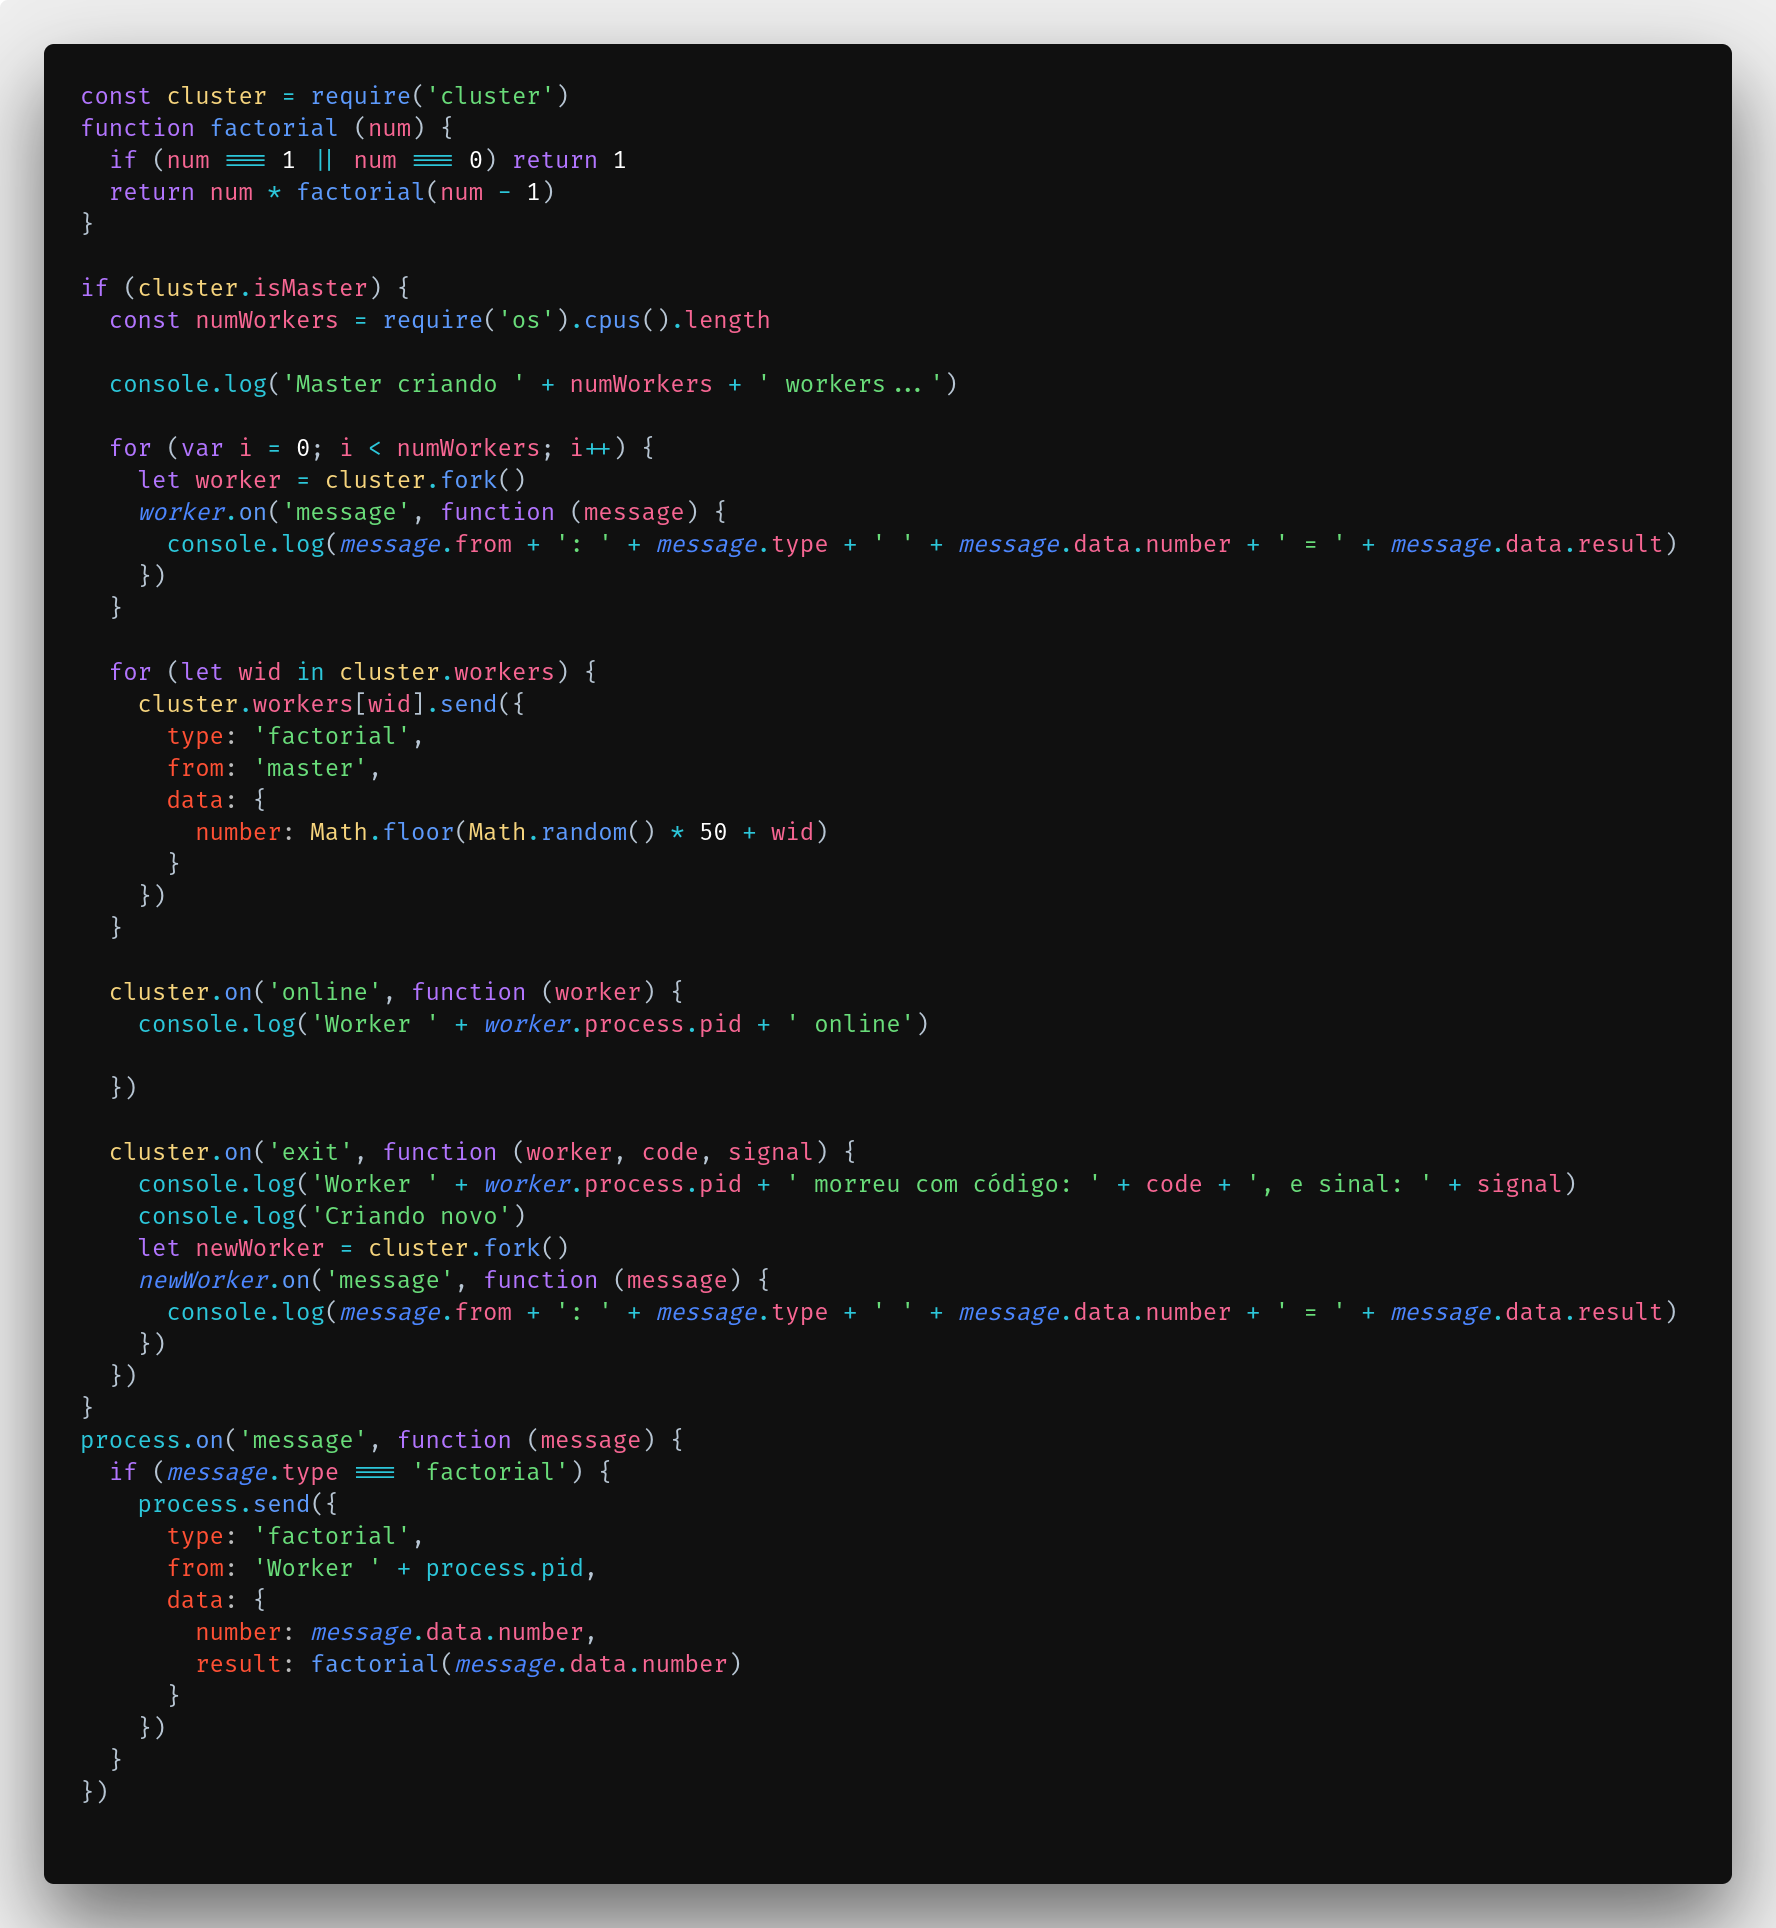 const cluster = require('cluster')
function factorial (num) {
  if (num === 1 || num === 0) return 1
  return num * factorial(num - 1)
}

if (cluster.isMaster) {
  const numWorkers = require('os').cpus().length

  console.log('Master criando ' + numWorkers + ' workers...')

  for (var i = 0; i < numWorkers; i++) {
    let worker = cluster.fork()
    worker.on('message', function (message) {
      console.log(message.from + ': ' + message.type + ' ' + message.data.number + ' = ' + message.data.result)
    })
  }

  for (let wid in cluster.workers) {
    cluster.workers[wid].send({
      type: 'factorial',
      from: 'master',
      data: {
        number: Math.floor(Math.random() * 50 + wid)
      }
    })
  }

  cluster.on('online', function (worker) {
    console.log('Worker ' + worker.process.pid + ' online')

  })

  cluster.on('exit', function (worker, code, signal) {
    console.log('Worker ' + worker.process.pid + ' morreu com código: ' + code + ', e sinal: ' + signal)
    console.log('Criando novo')
    let newWorker = cluster.fork()
    newWorker.on('message', function (message) {
      console.log(message.from + ': ' + message.type + ' ' + message.data.number + ' = ' + message.data.result)
    })
  })
}
process.on('message', function (message) {
  if (message.type === 'factorial') {
    process.send({
      type: 'factorial',
      from: 'Worker ' + process.pid,
      data: {
        number: message.data.number,
        result: factorial(message.data.number)
      }
    })
  }
})